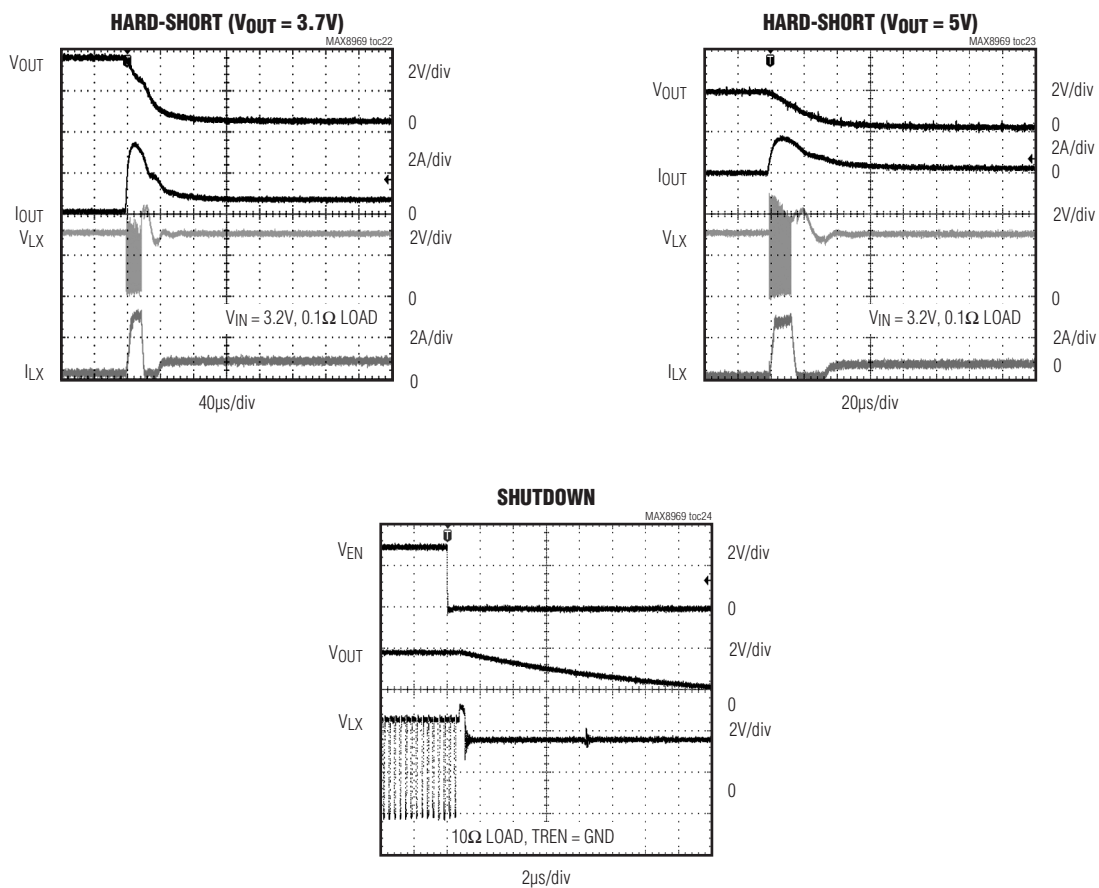 HARD-SHORT (VOUT = 3.7V)
MAX8969 toc22
T
VOUT
2V/div
0
2A/div
IOUT
0
VLX
2V/div
0
VIN = 3.2V, 0.1Ω LOAD
2A/div
ILX
0
40µs/div
HARD-SHORT (VOUT = 5V)
MAX8969 toc23
T
VOUT
2V/div
0
2A/div
IOUT
0
2V/div
VLX
0
VIN = 3.2V, 0.1Ω LOAD
2A/div
0
ILX
20µs/div
SHUTDOWN
MAX8969 toc24
T
VEN
2V/div
0
VOUT
2V/div
0
VLX
2V/div
0
10Ω LOAD, TREN = GND
2µs/div